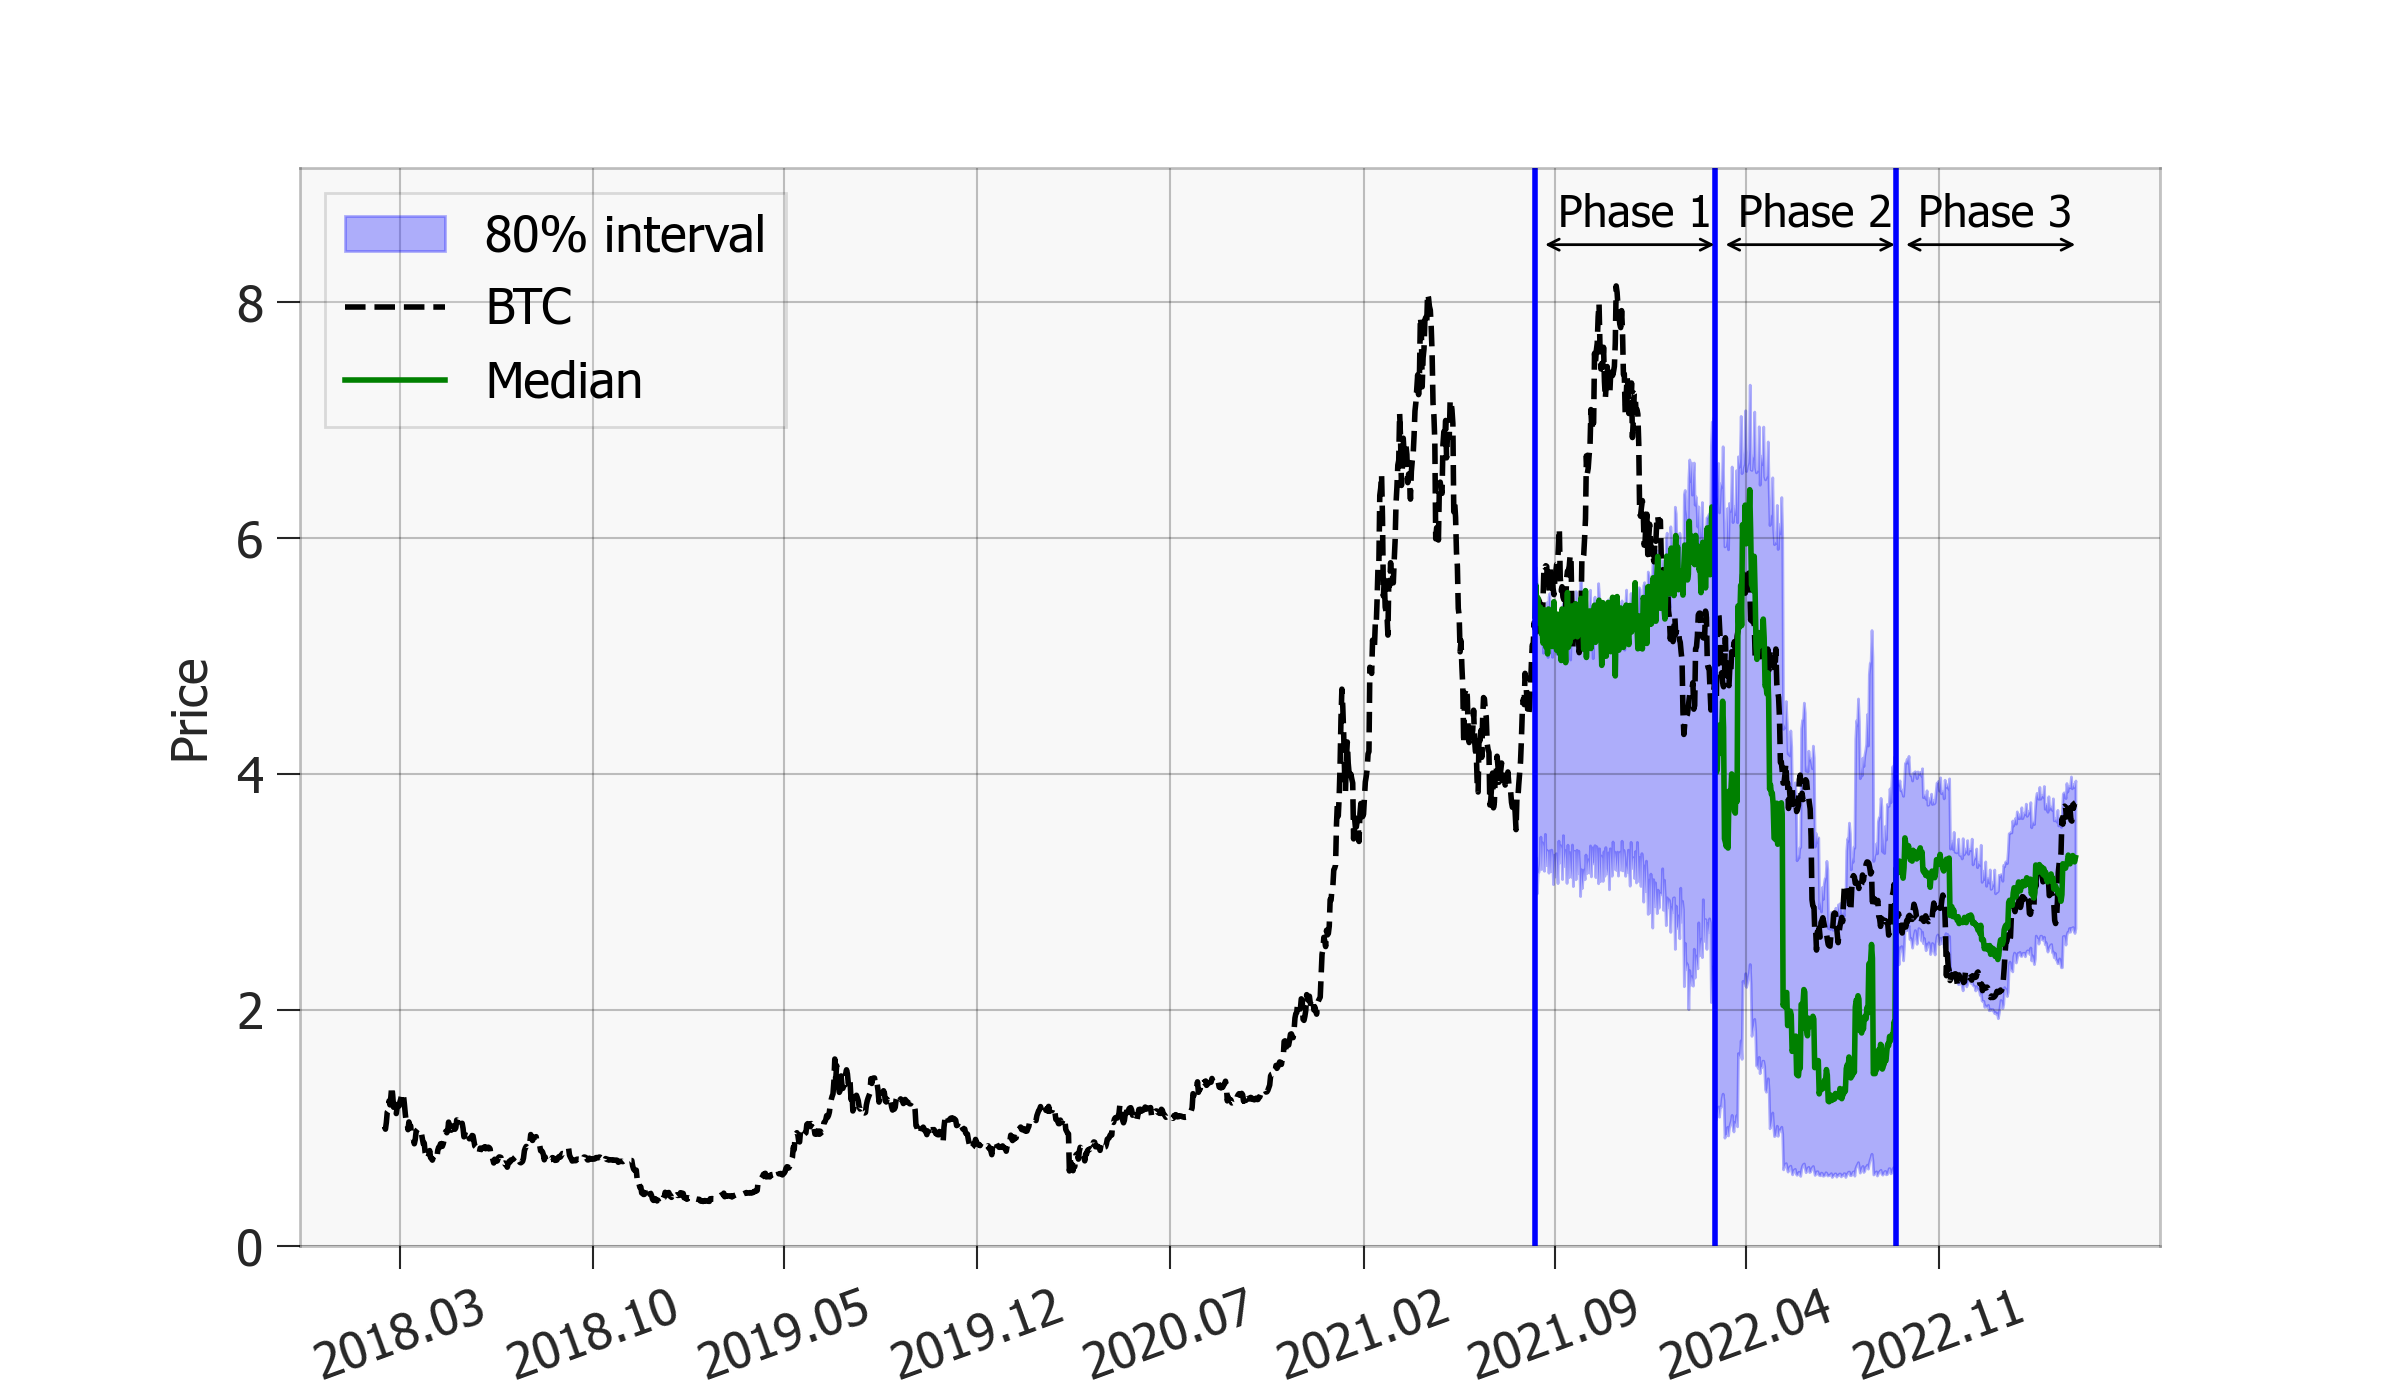 Phase 1
Phase 2
Phase 3
80% interval
BTC
Median
8
6
4
2
0
Price
2018.03
2018.10
2019.05
2019.12
2020.07
2021.02
2021.09
2022.04
2022.11